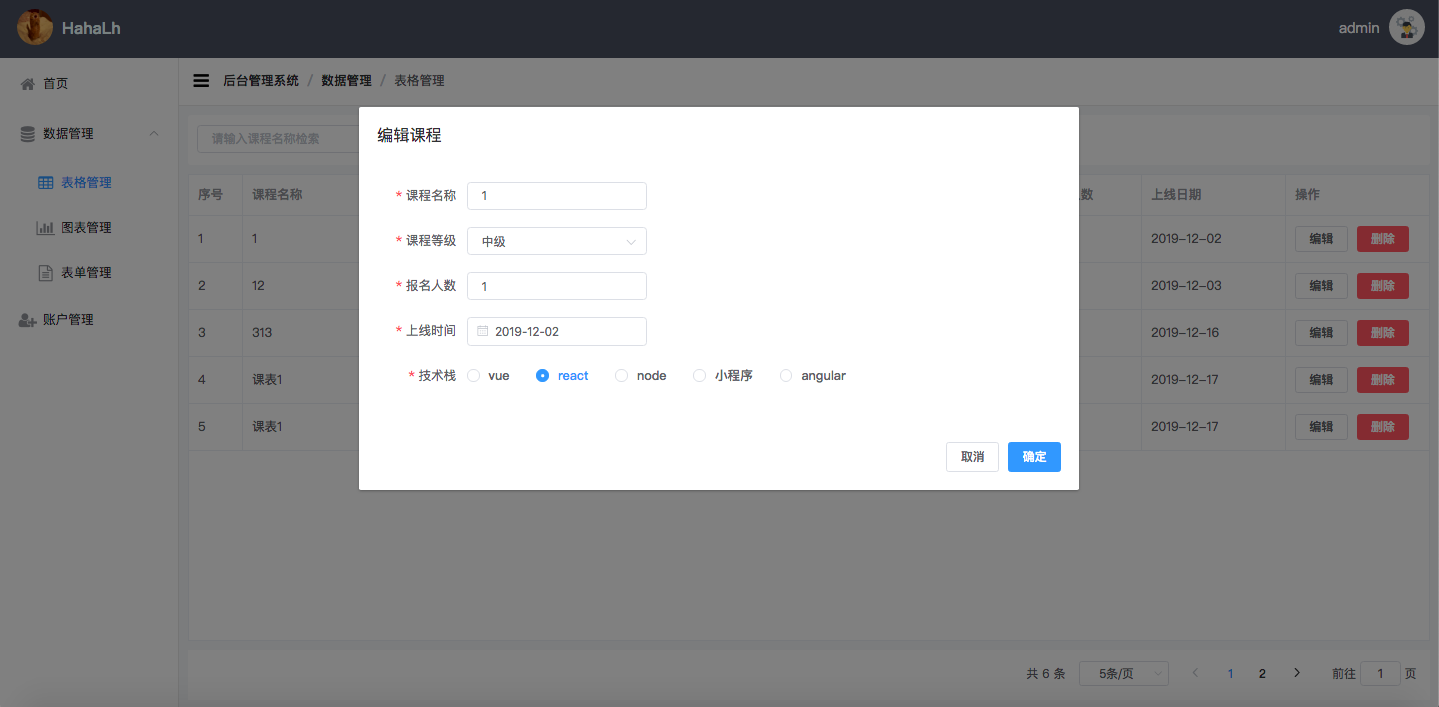 HahaLh
admin
首页
数据管理
表格管理
图表管理
表单管理
账户管理
后台管理系统 / 数据管理 / 表格管理
请输入课程名称检索
编辑课程
* 课程名称 1
* 课程等级 中级
* 报名人数 1
* 上线时间 2019-12-02
* 技术栈 vue react node 小程序 angular
取消 确定
序号 课程名称 数 上线日期 操作
1 1 2019-12-02 编辑 删除
2 12 2019-12-03 编辑 删除
3 313 2019-12-16 编辑 删除
4 课表1 2019-12-17 编辑 删除
5 课表1 2019-12-17 编辑 删除
共 6 条 5条/页 1 2 前往 1 页